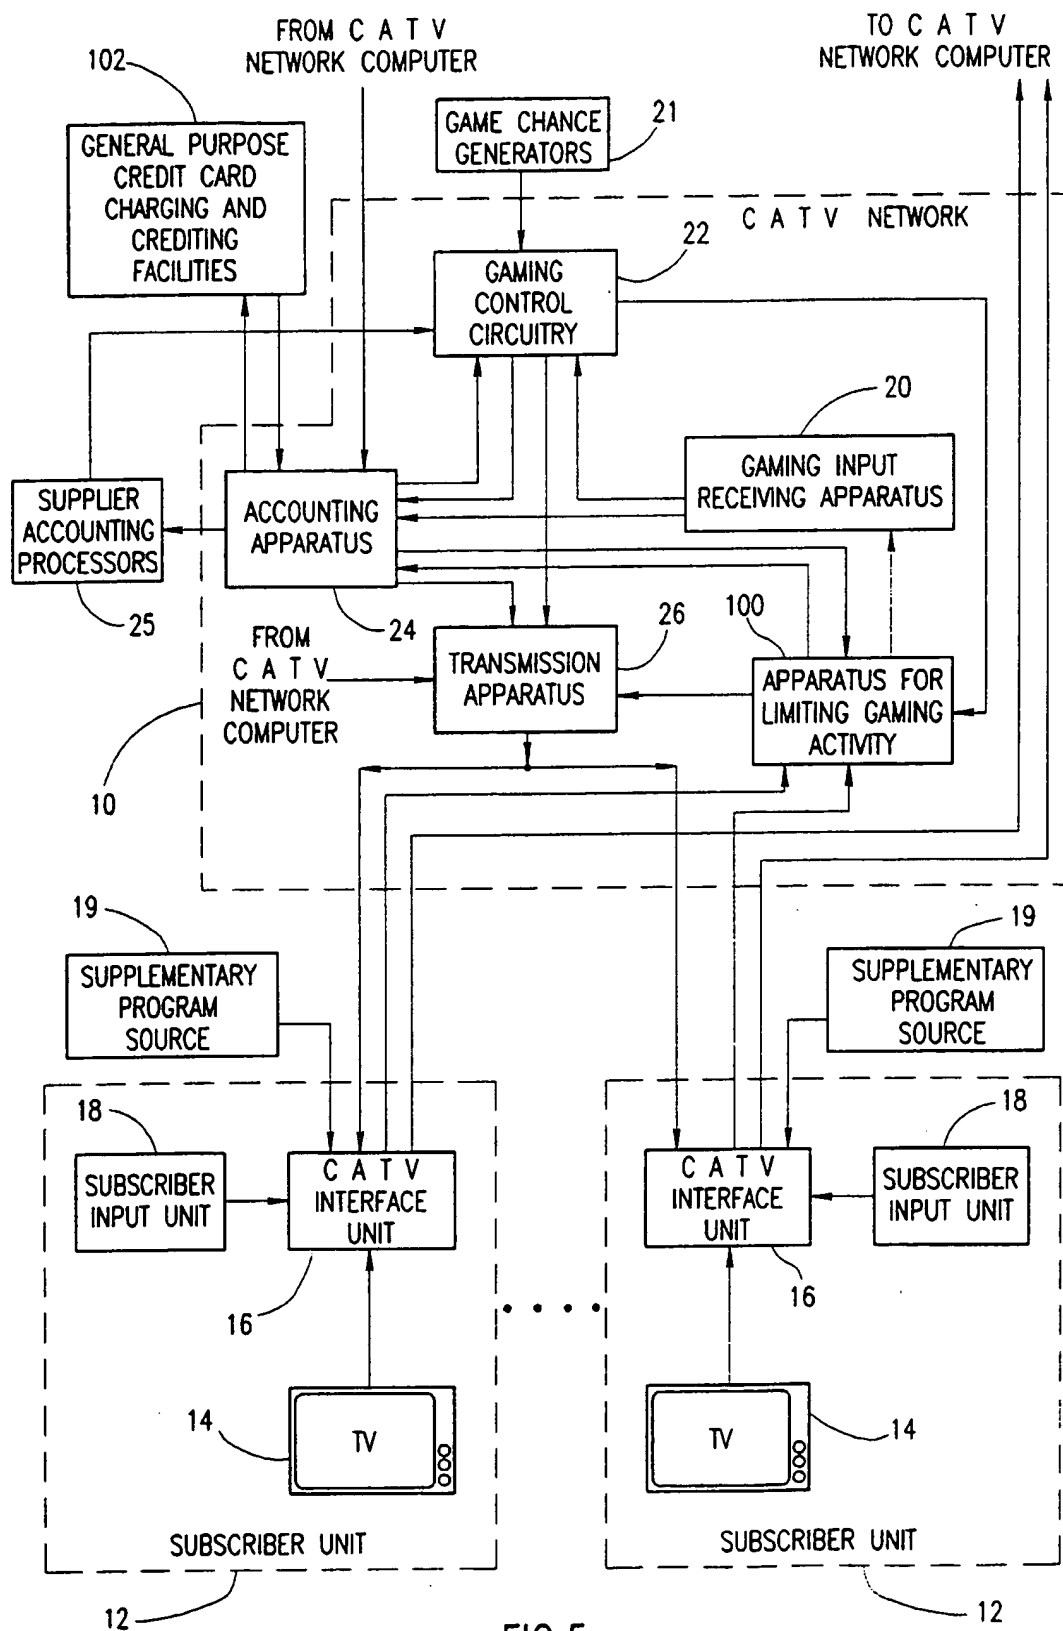 FROM C A T V
NETWORK COMPUTER
TO C A T V
NETWORK COMPUTER
102
GENERAL PURPOSE
CREDIT CARD
CHARGING AND
CREDITING
FACILITIES
GAME CHANCE
GENERATORS
21
C A T V NETWORK
22
GAMING
CONTROL
CIRCUITRY
20
GAMING INPUT
RECEIVING APPARATUS
SUPPLIER
ACCOUNTING
PROCESSORS
25
ACCOUNTING
APPARATUS
24
FROM
C A T V
NETWORK
COMPUTER
10
26
TRANSMISSION
APPARATUS
100
APPARATUS FOR
LIMITING GAMING
ACTIVITY
19
SUPPLEMENTARY
PROGRAM
SOURCE
19
SUPPLEMENTARY
PROGRAM
SOURCE
18
SUBSCRIBER
INPUT UNIT
C A T V
INTERFACE
UNIT
16
14
TV
SUBSCRIBER UNIT
12
C A T V
INTERFACE
UNIT
16
18
SUBSCRIBER
INPUT UNIT
TV
14
SUBSCRIBER UNIT
12
FIG.5